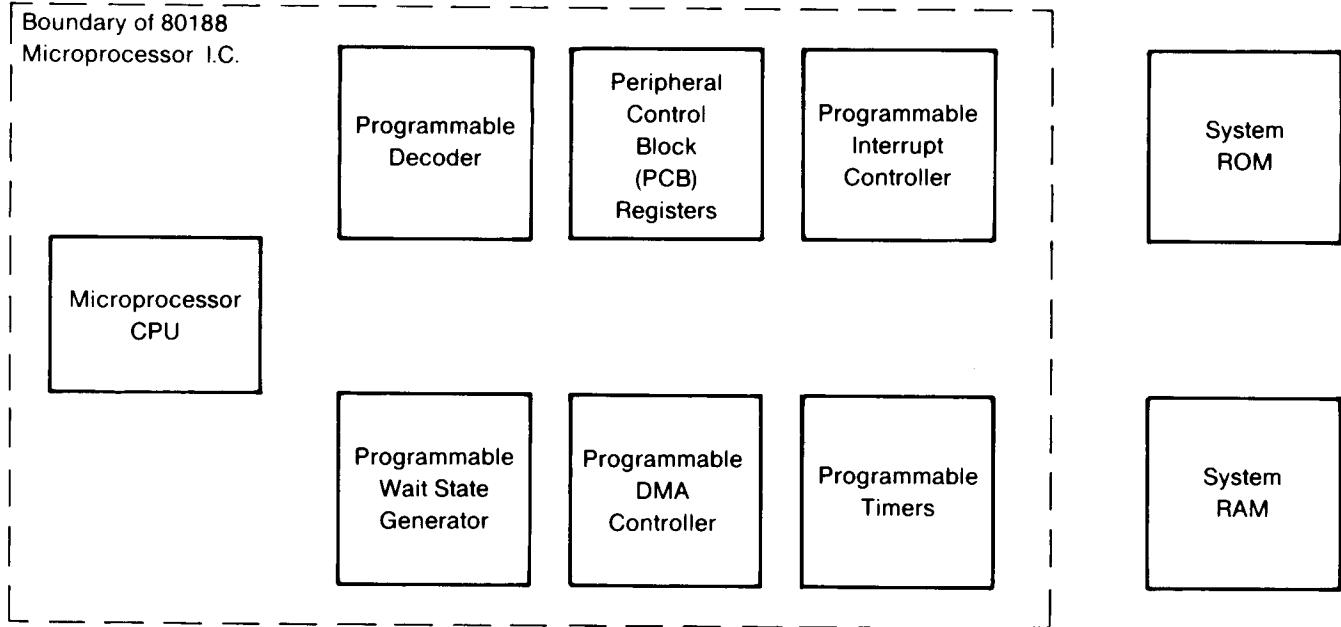 Boundary of 80188
Microprocessor I.C.
Programmable
Decoder
Peripheral
Control
Block
(PCB)
Registers
Programmable
Interrupt
Controller
System
ROM
Microprocessor
CPU
Programmable
Wait State
Generator
Programmable
DMA
Controller
Programmable
Timers
System
RAM